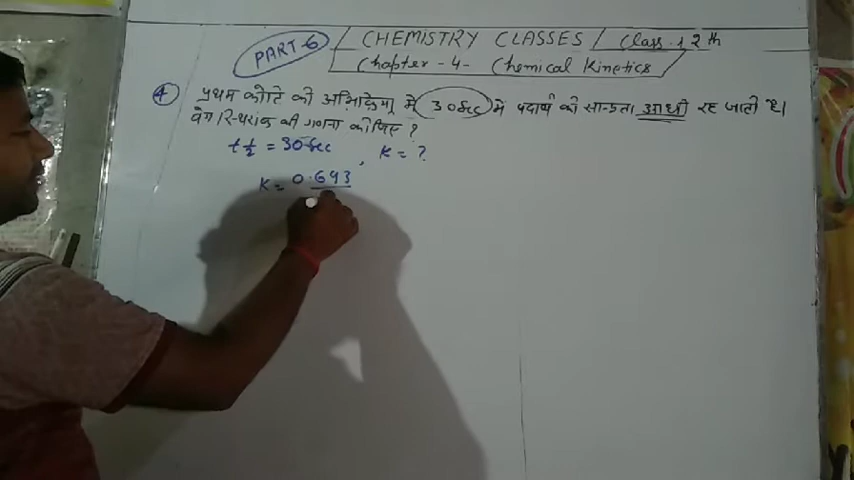 PART-6 CHEMISTRY CLASSES / Class 12th
Chapter - 4 - Chemical Kinetics
4 प्रथम कोटि की अभिक्रिया में 30 Sec में पदार्थ की सान्द्रता आधी रह जाती है।
वेग स्थिरांक की गणना कीजिए ?
t ½ = 30 Sec , K = ?
K = 0.693